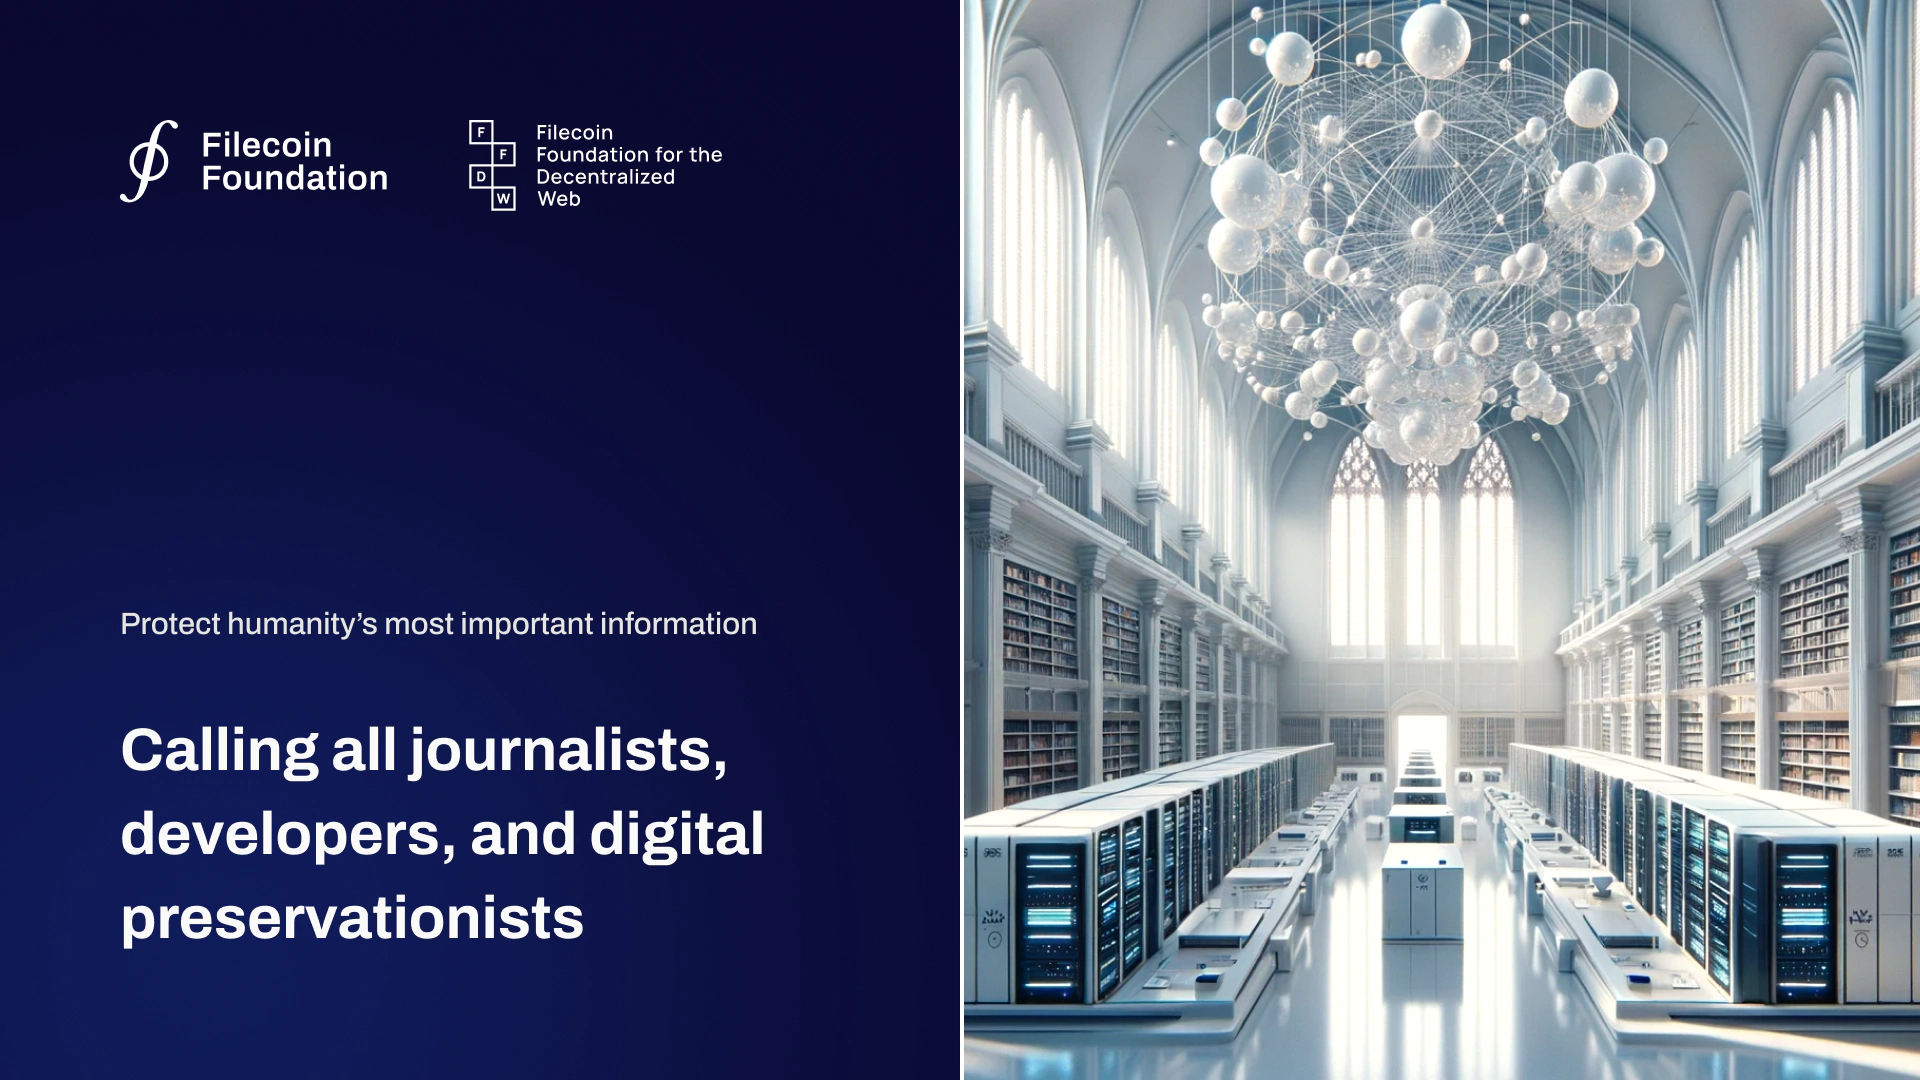 Filecoin
Foundation
F
F
D
W
Filecoin
Foundation for the
Decentralized
Web
Protect humanity’s most important information
Calling all journalists,
developers, and digital
preservationists